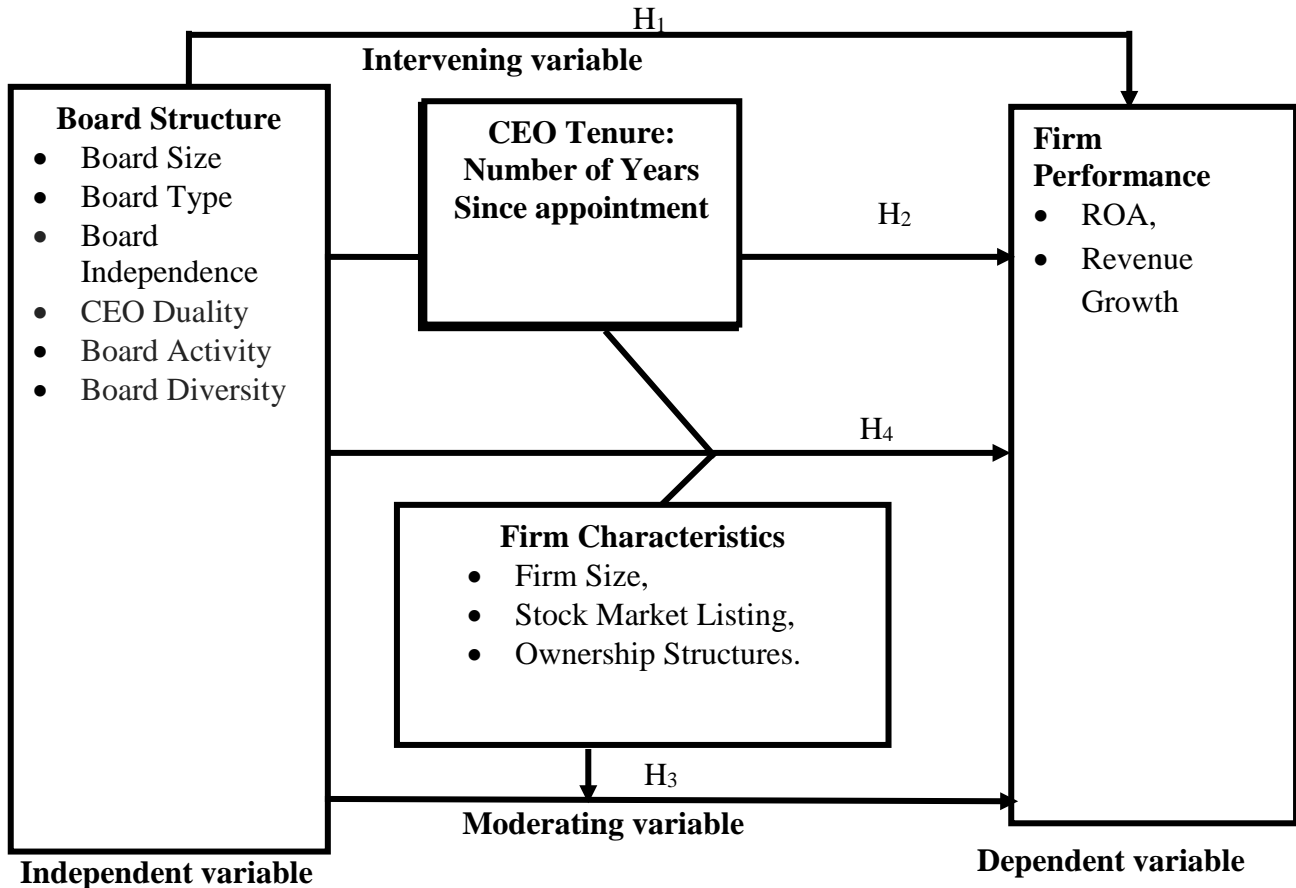 H₁
Intervening variable
Board Structure
• Board Size
• Board Type
• Board
Independence
• CEO Duality
• Board Activity
• Board Diversity
CEO Tenure:
Number of Years
Since appointment
H₂
Firm
Performance
• ROA,
• Revenue
Growth
H₄
Firm Characteristics
• Firm Size,
• Stock Market Listing,
• Ownership Structures.
H₃
Moderating variable
Independent variable
Dependent variable